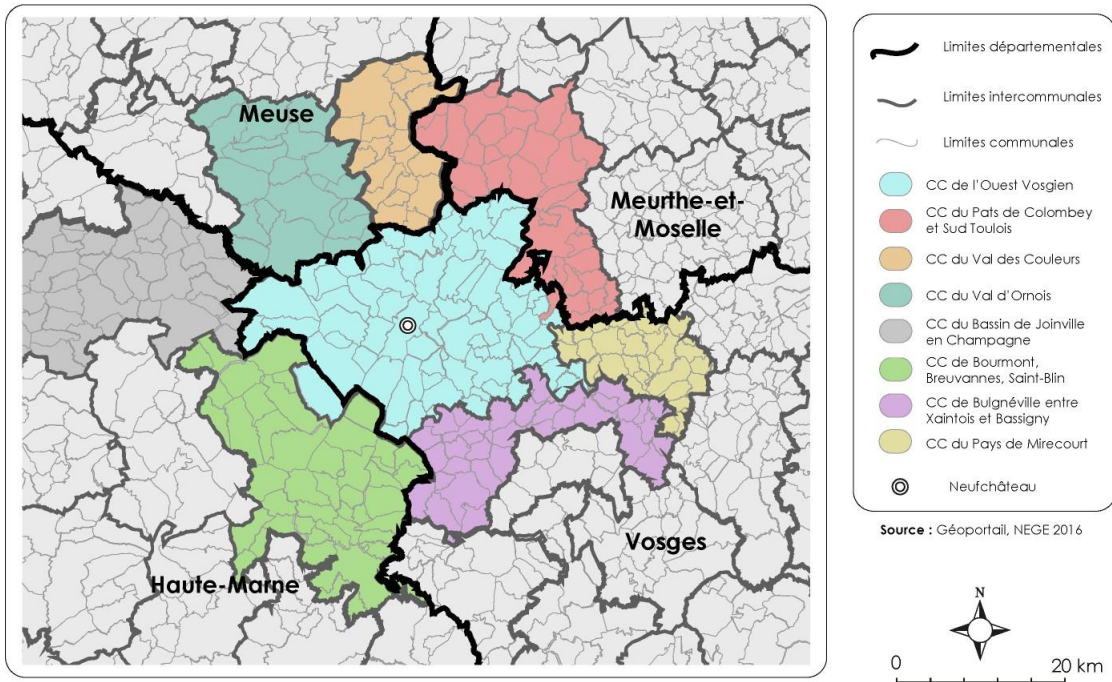 Meuse
Meurthe-et-
Moselle
Vosges
Haute-Marne
Limites départementales
Limites intercommunales
Limites communales
CC de l'Ouest Vosgien
CC du Pats de Colombey
et Sud Toulois
CC du Val des Couleurs
CC du Val d'Ornois
CC du Bassin de Joinville
en Champagne
CC de Bourmont,
Breuvannes, Saint-Blin
CC de Bulgnéville entre
Xaintois et Bassigny
CC du Pays de Mirecourt
Neufchâteau
Source : Géoportail, NEGE 2016
N
0 20 km